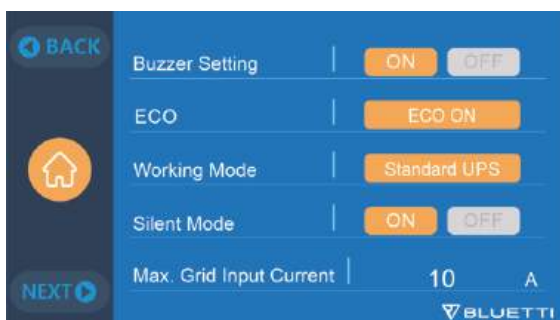 BACK
Buzzer Setting ON OFF
ECO ECO ON
Working Mode Standard UPS
Silent Mode ON OFF
Max. Grid Input Current 10 A
NEXT
BLUETTI